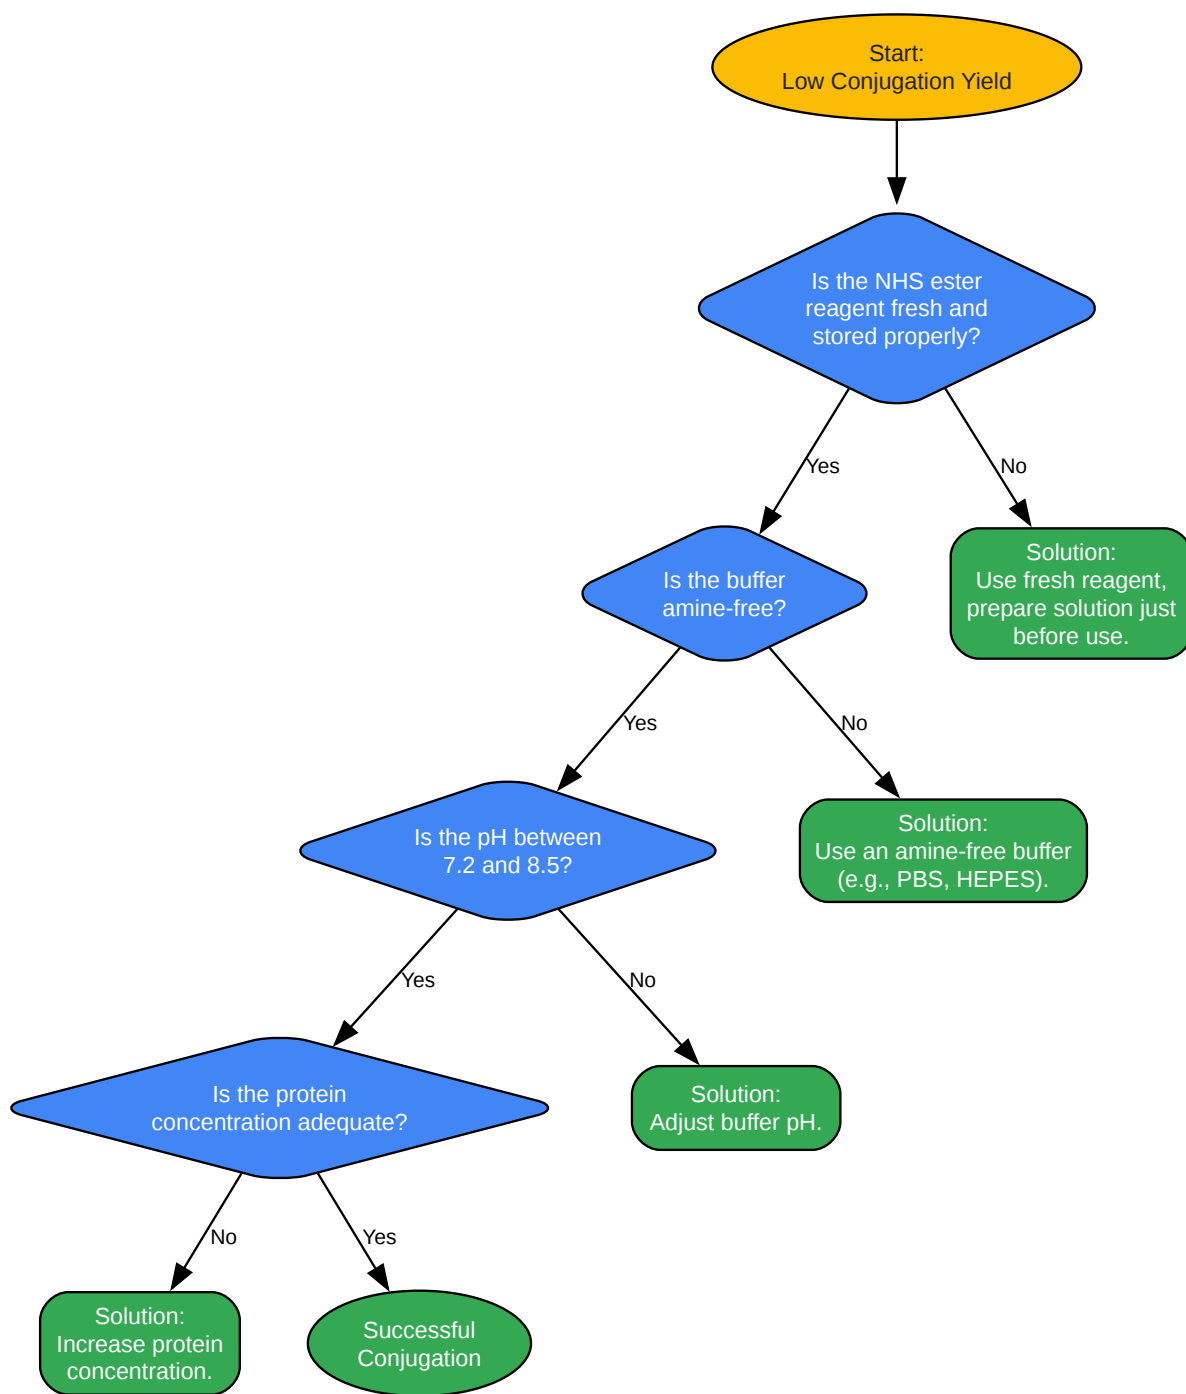 Start:
Low Conjugation Yield
Is the NHS ester
reagent fresh and
stored properly?
Yes
No
Is the buffer
amine-free?
Solution:
Use fresh reagent,
prepare solution just
before use.
Yes
No
Is the pH between
7.2 and 8.5?
Solution:
Use an amine-free buffer
(e.g., PBS, HEPES).
Yes
No
Is the protein
concentration adequate?
Solution:
Adjust buffer pH.
No
Yes
Solution:
Increase protein
concentration.
Successful
Conjugation